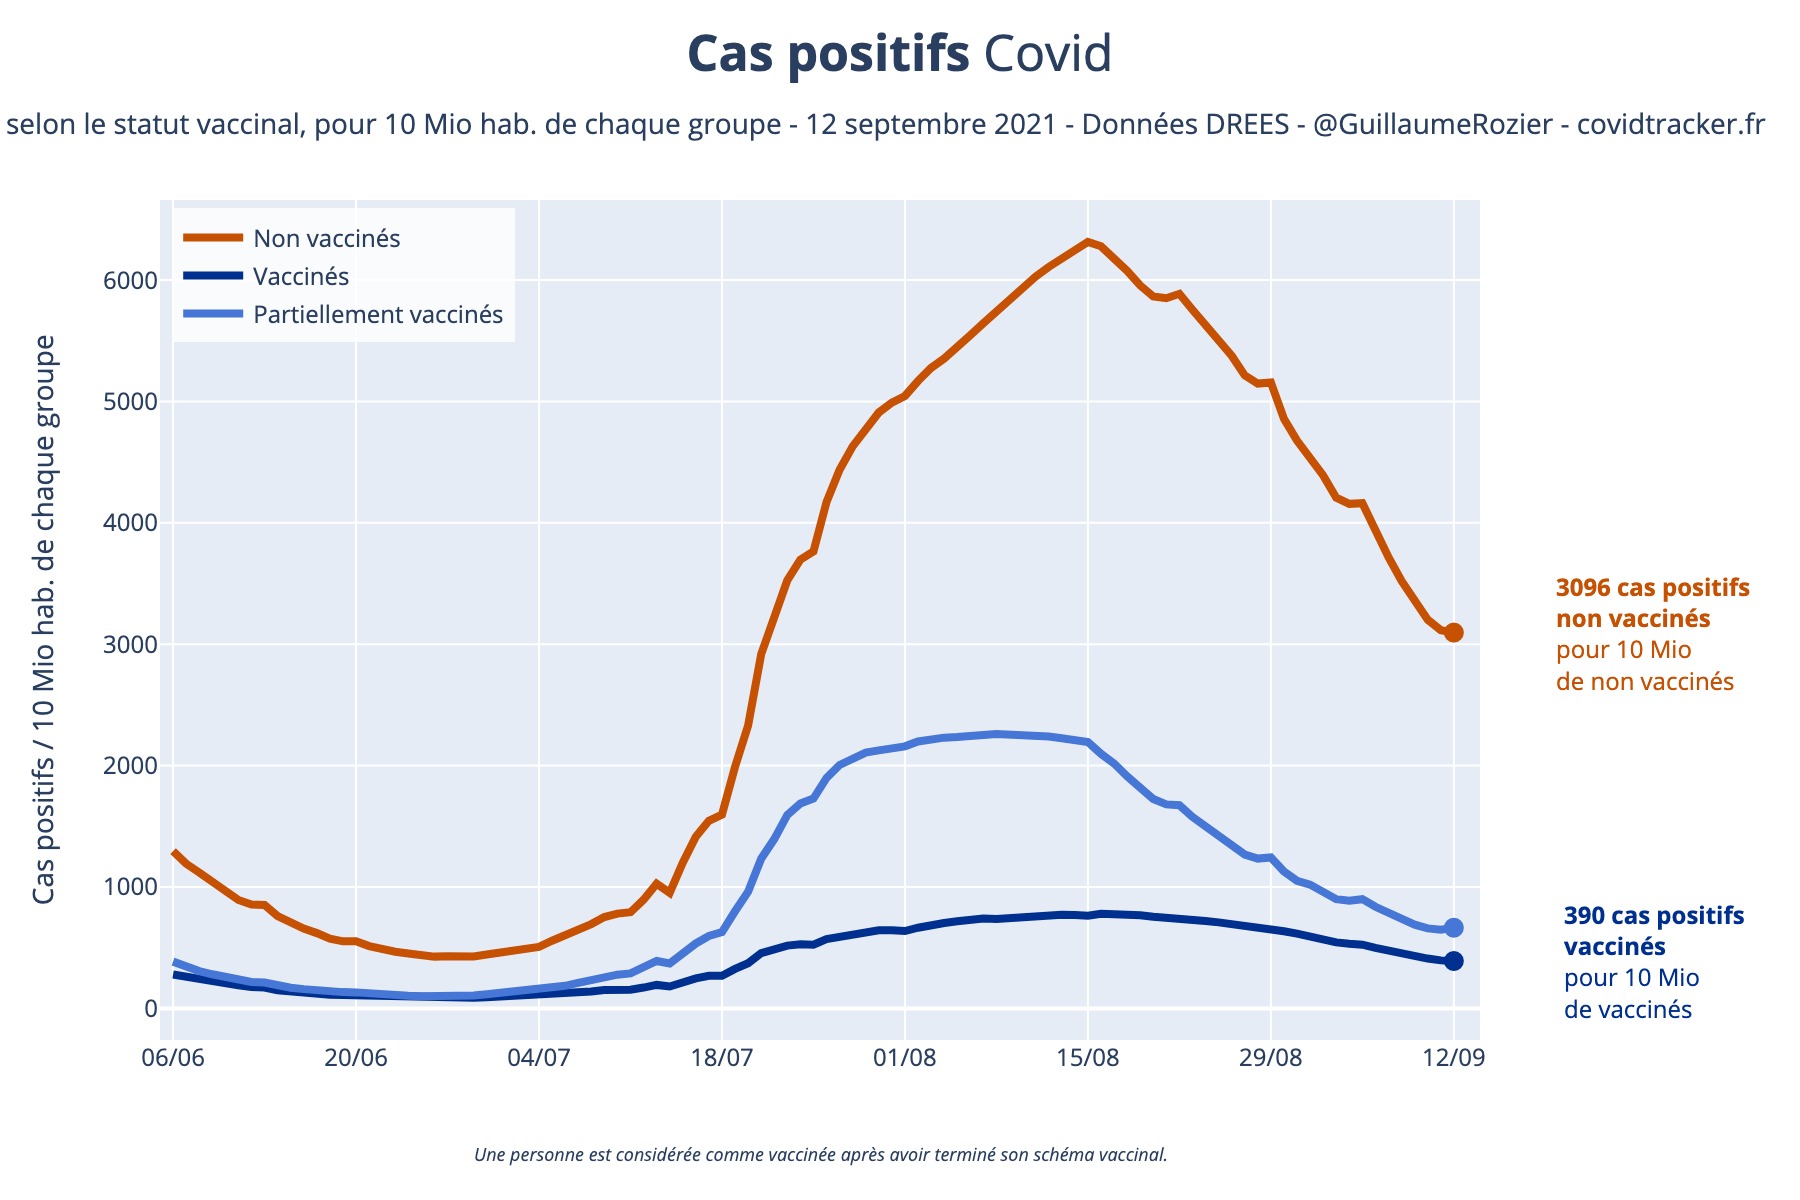 Cas positifs Covid
selon le statut vaccinal, pour 10 Mio hab. de chaque groupe - 12 septembre 2021 - Données DREES - @GuillaumeRozier - covidtracker.fr
Non vaccinés
Vaccinés
Partiellement vaccinés
Cas positifs / 10 Mio hab. de chaque groupe
6000
5000
4000
3000
2000
1000
0
06/06
20/06
04/07
18/07
01/08
15/08
29/08
12/09
3096 cas positifs
non vaccinés
pour 10 Mio
de non vaccinés
390 cas positifs
vaccinés
pour 10 Mio
de vaccinés
Une personne est considérée comme vaccinée après avoir terminé son schéma vaccinal.